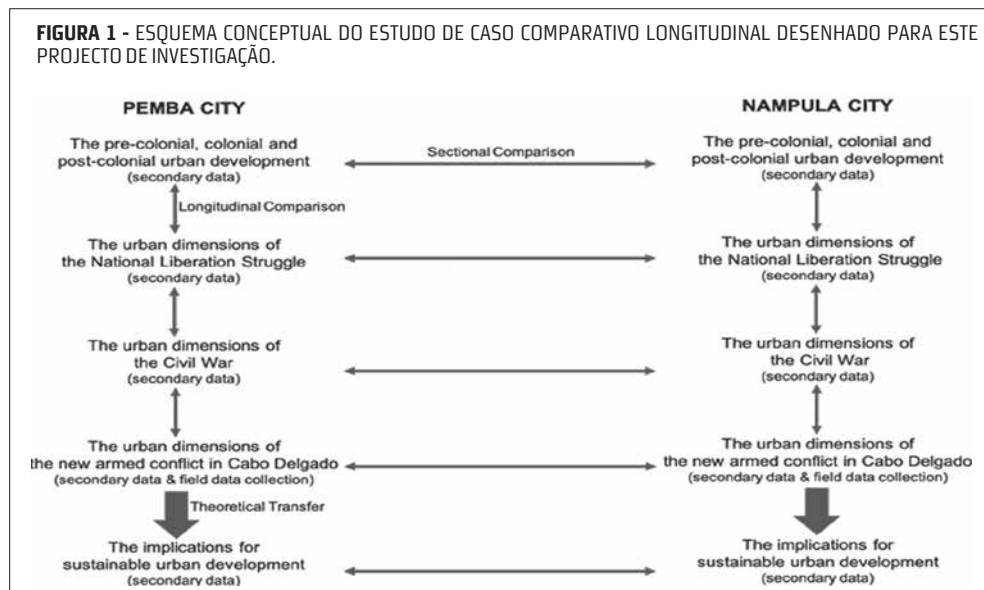 FIGURA 1 - ESQUEMA CONCEPTUAL DO ESTUDO DE CASO COMPARATIVO LONGITUDINAL DESENHADO PARA ESTE
PROJECTO DE INVESTIGAÇÃO.
PEMBA CITY
The pre-colonial, colonial and
post-colonial urban development
(secondary data)
Longitudinal Comparison
The urban dimensions of
the National Liberation Struggle
(secondary data)
The urban dimensions of
the Civil War
(secondary data)
The urban dimensions of
the new armed conflict in Cabo Delgado
(secondary data & field data collection)
Theoretical Transfer
The implications for
sustainable urban development
(secondary data)
Sectional Comparison
NAMPULA CITY
The pre-colonial, colonial and
post-colonial urban development
(secondary data)
The urban dimensions of
the National Liberation Struggle
(secondary data)
The urban dimensions of
the Civil War
(secondary data)
The urban dimensions of
the new armed conflict in Cabo Delgado
(secondary data & field data collection)
The implications for
sustainable urban development
(secondary data)